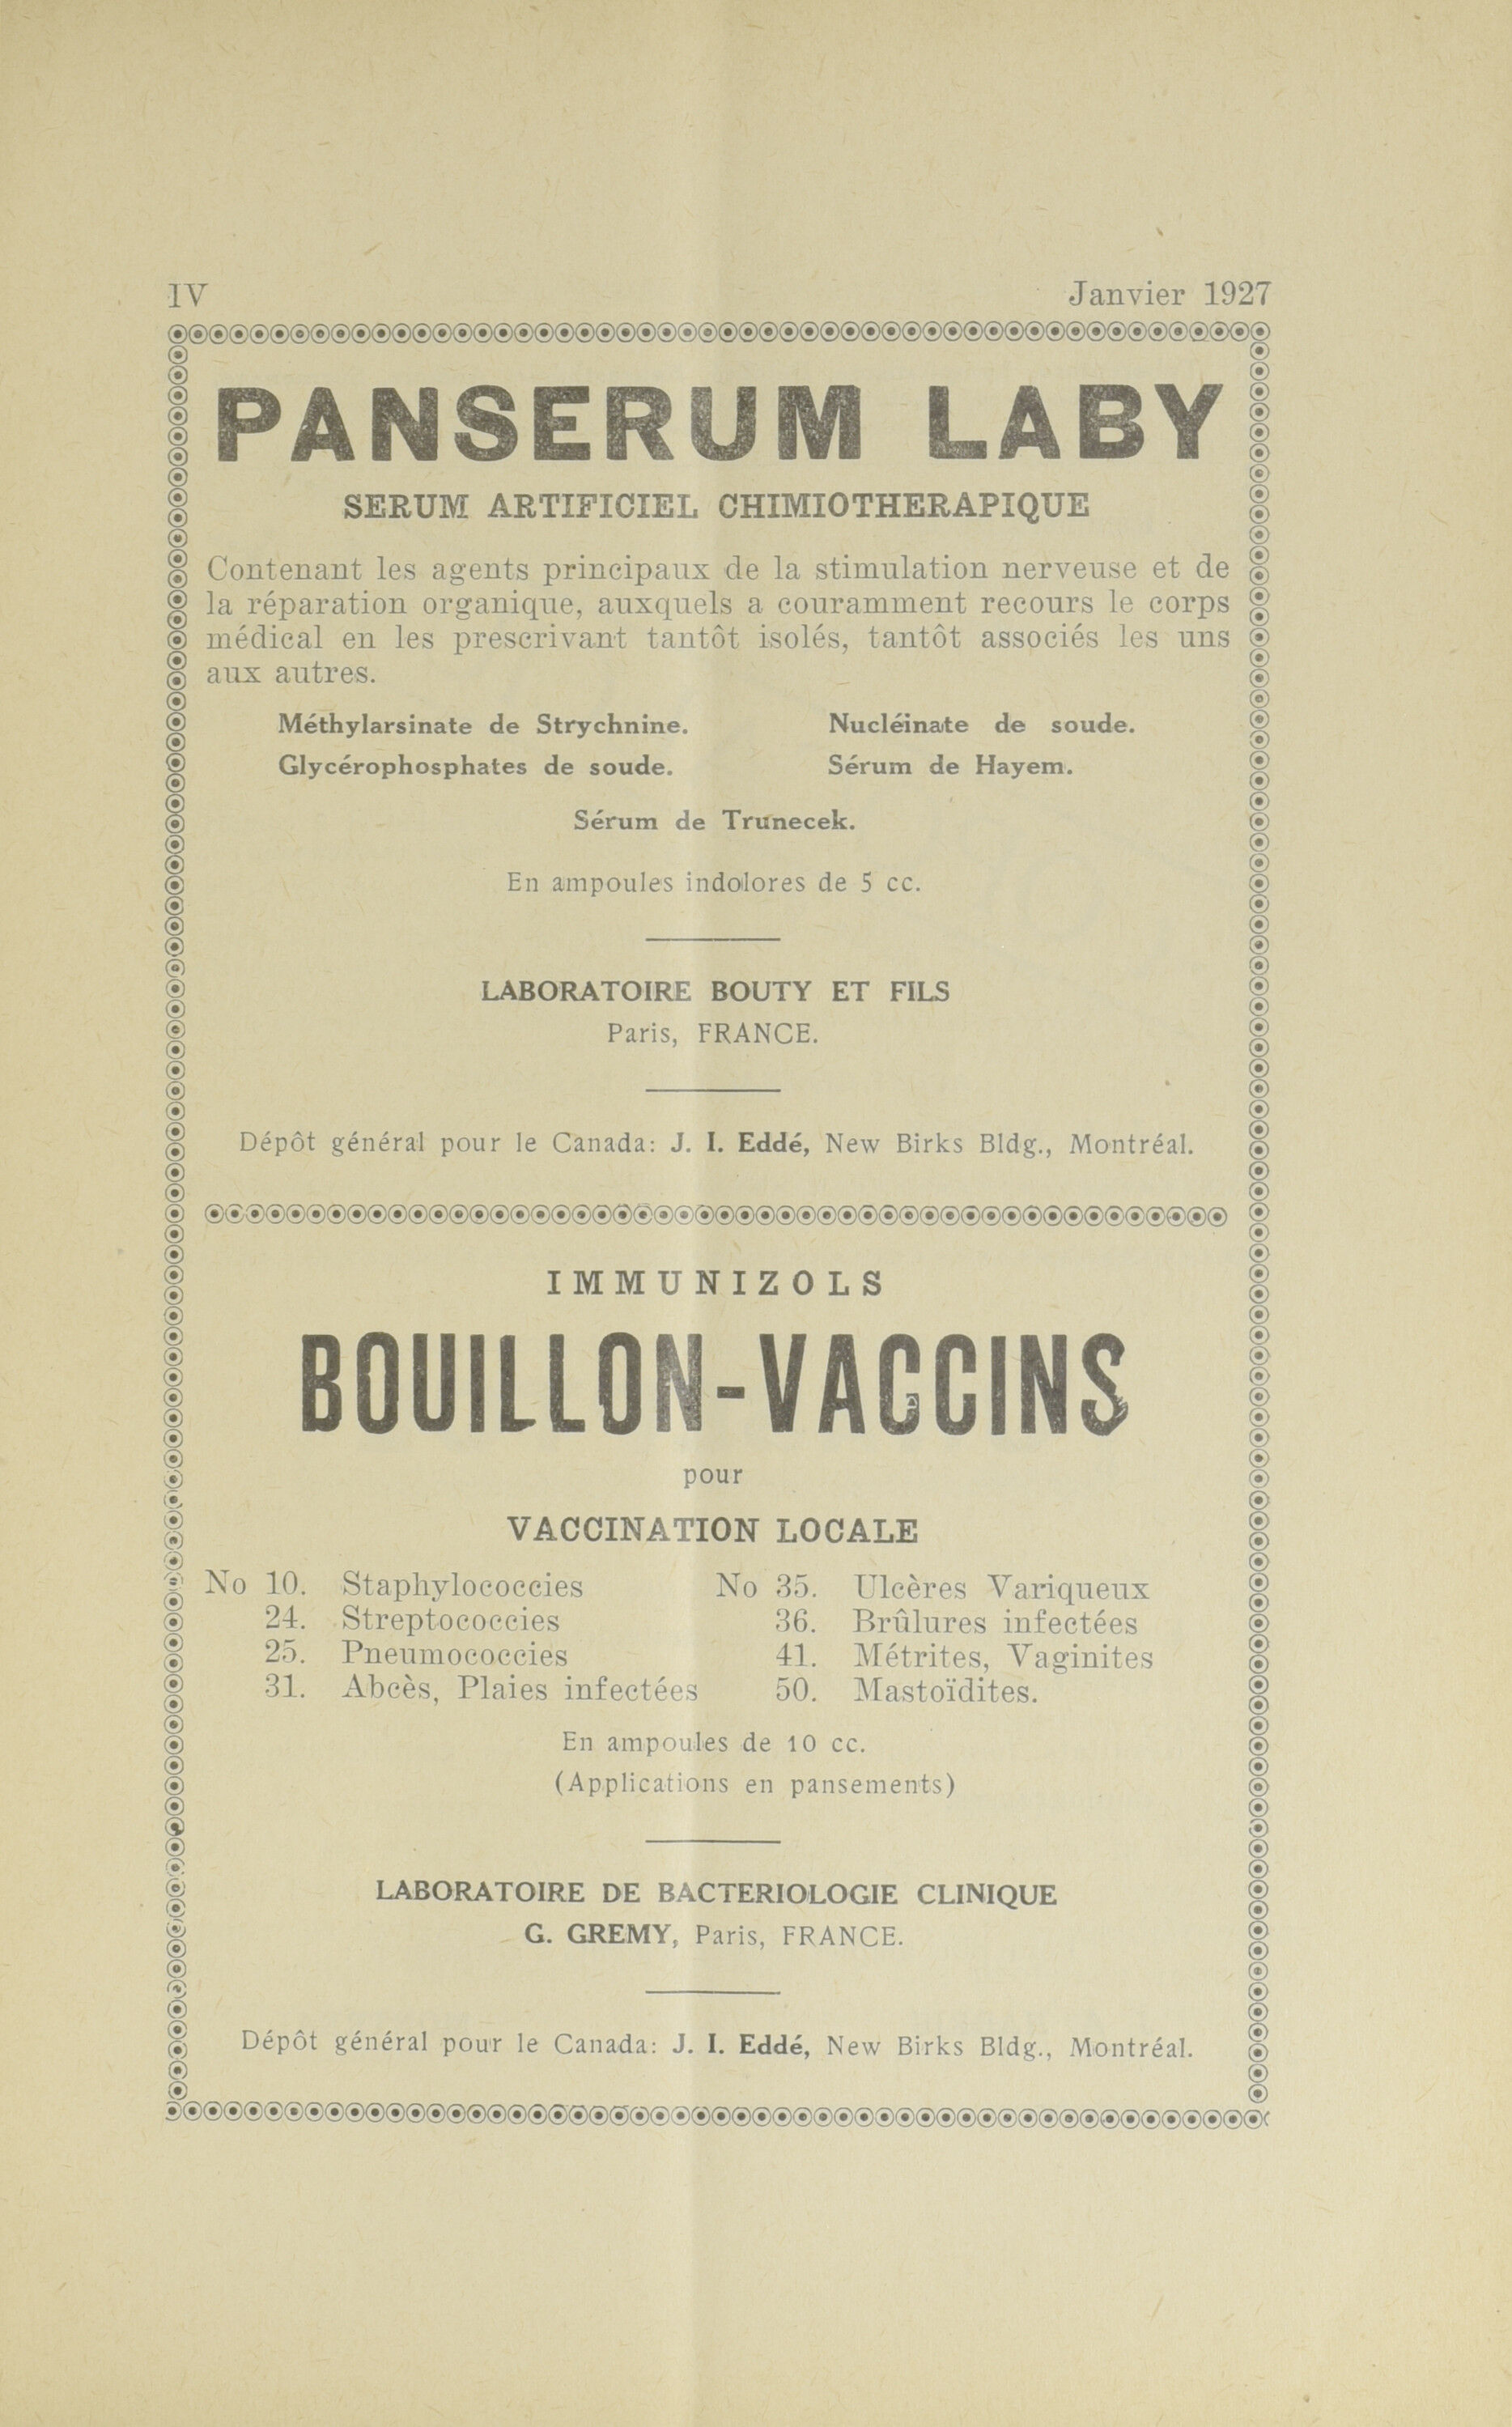 IV Janvier 1927
PANSERUM LABY
SERUM ARTIFICIEL CHIMIOTHERAPIQUE
Contenant les agents principaux de la stimulation nerveuse et de
la réparation organique, auxquels a couramment recours le corps
médical en les prescrivant tantôt isolés, tantôt associés les uns
aux autres.
Méthylarsinate de Strychnine. Nucléinate de soude.
Glycérophosphates de soude. Sérum de Hayem.
Sérum de Trunecek.
En ampoules indolores de 5 cc.
LABORATOIRE BOUTY ET FILS
Paris, FRANCE.
Dépôt général pour le Canada: J. I. Eddé, New Birks Bldg., Montréal.
IMMUNIZOLS
BOUILLON-VACCINS
pour
VACCINATION LOCALE
No 10. Staphylococcies No 35. Ulcères Variqueux
24. Streptococcies 36. Brûlures infectées
25. Pneumococcies 41. Métrites, Vaginites
31. Abcès, Plaies infectées 50. Mastoïdites.
En ampoules de 10 cc.
(Applications en pansements)
LABORATOIRE DE BACTERIOLOGIE CLINIQUE
G. GREMY, Paris, FRANCE.
Dépôt général pour le Canada: J. I. Eddé, New Birks Bldg., Montréal.